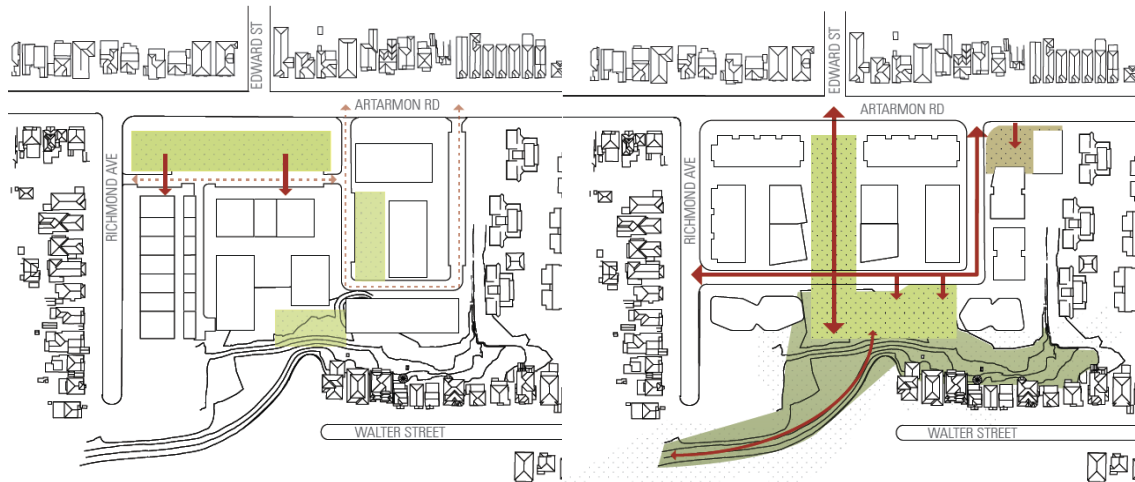 EDWARD ST
ARTARMON RD
RICHMOND AVE
WALTER STREET
EDWARD ST
ARTARMON RD
RICHMOND AVE
WALTER STREET